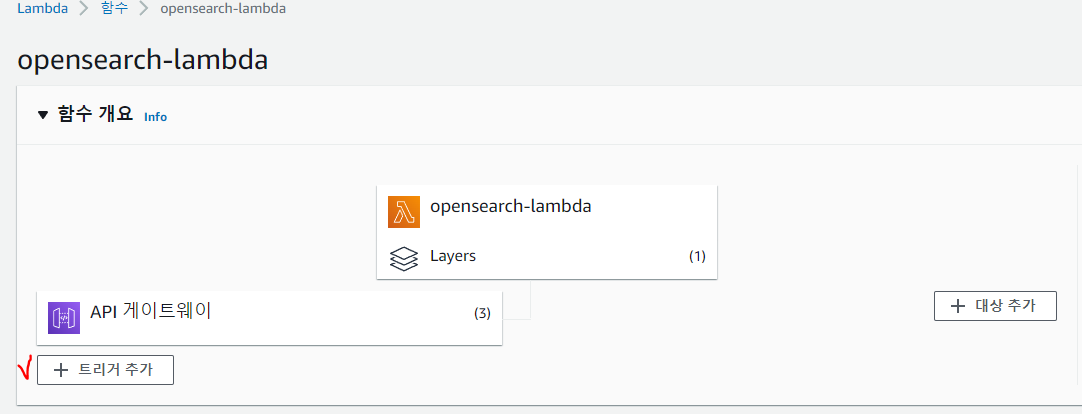 Lambda > 함수 > opensearch-lambda
opensearch-lambda
▼ 함수 개요 Info
opensearch-lambda
Layers (1)
API 게이트웨이 (3)
+ 대상 추가
+ 트리거 추가